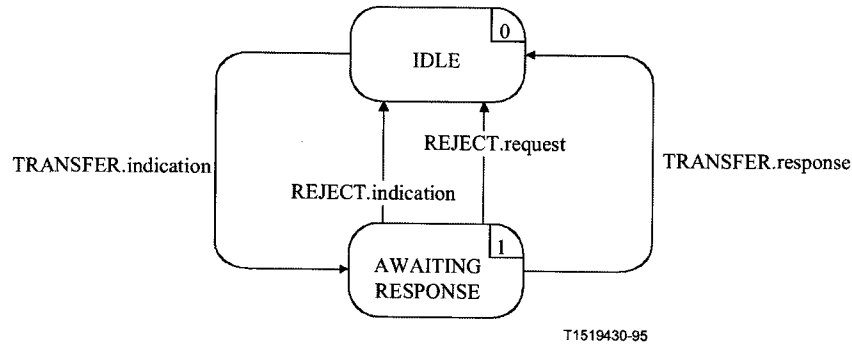 0
IDLE
REJECT.request
TRANSFER.indication
TRANSFER.response
REJECT.indication
1
AWAITING
RESPONSE
T1519430-95